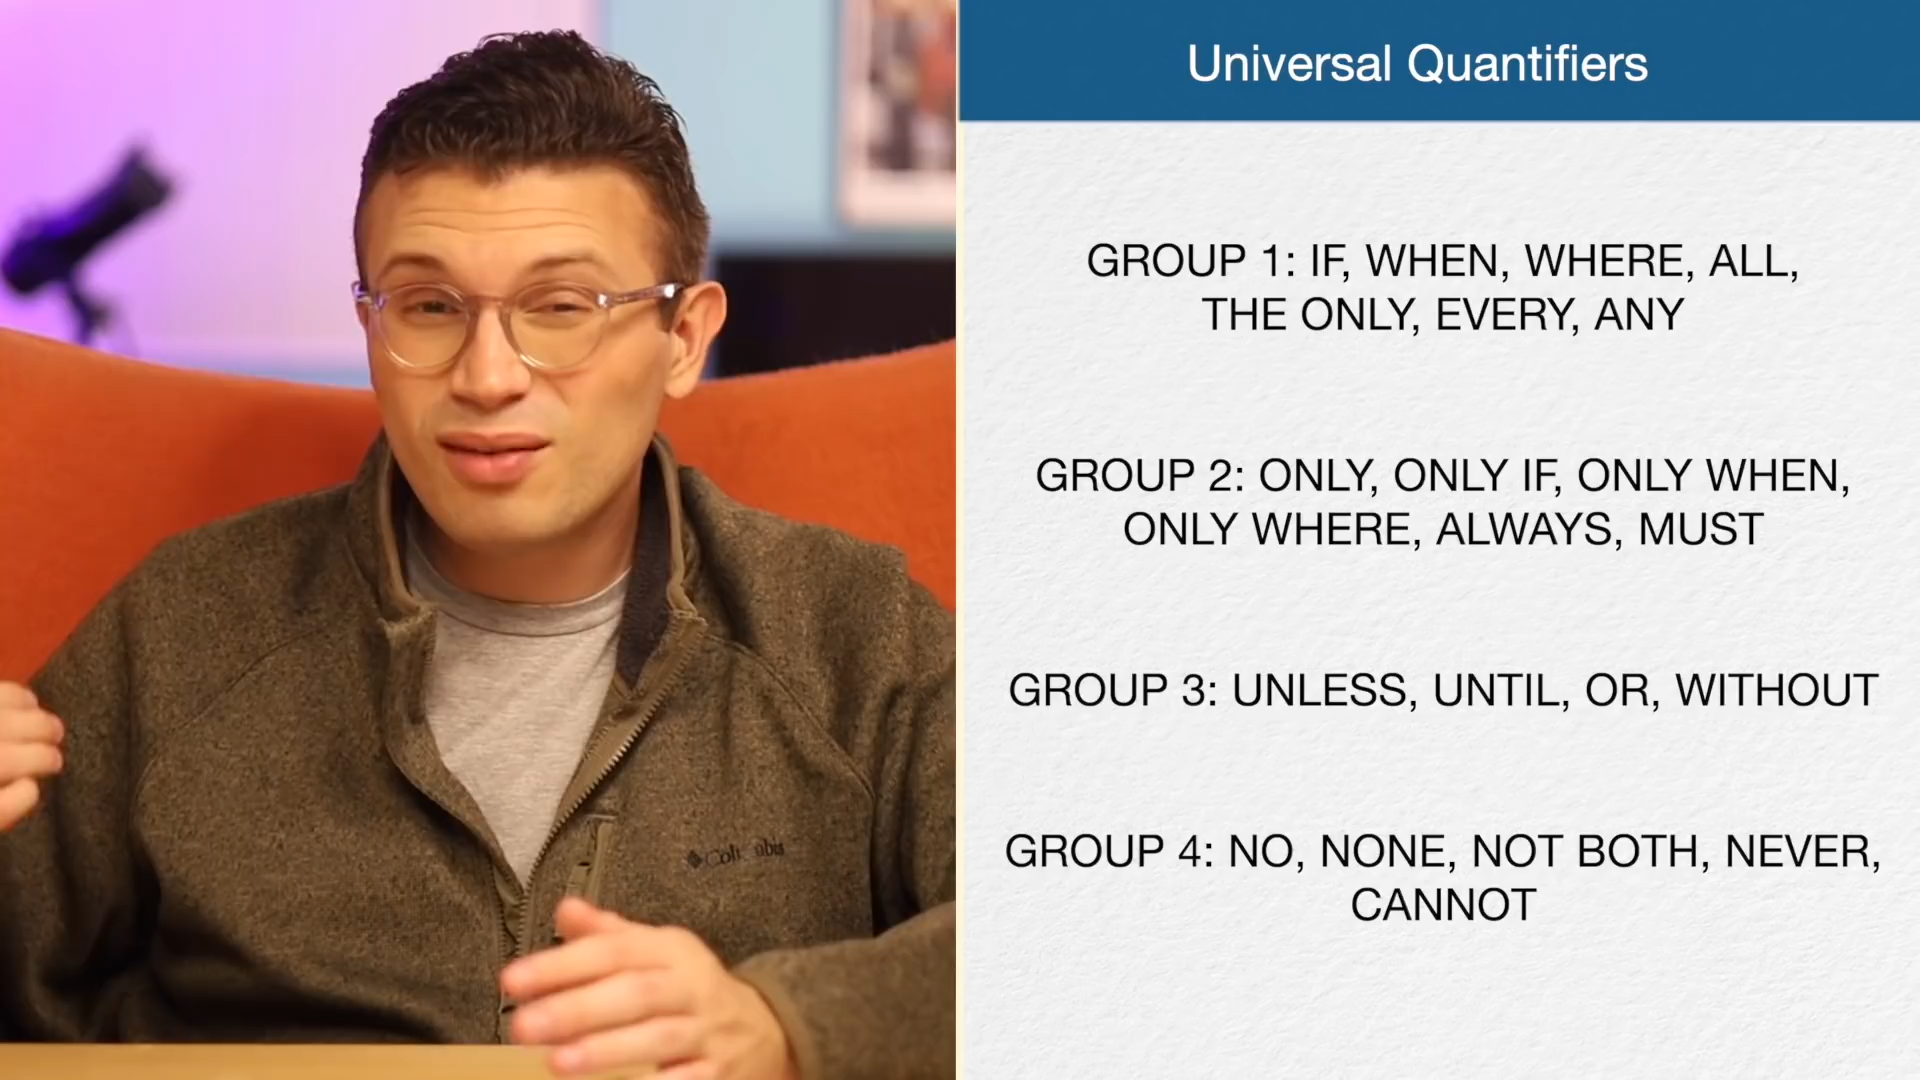 Universal Quantifiers
GROUP 1: IF, WHEN, WHERE, ALL,
THE ONLY, EVERY, ANY
GROUP 2: ONLY, ONLY IF, ONLY WHEN,
ONLY WHERE, ALWAYS, MUST
GROUP 3: UNLESS, UNTIL, OR, WITHOUT
GROUP 4: NO, NONE, NOT BOTH, NEVER,
CANNOT